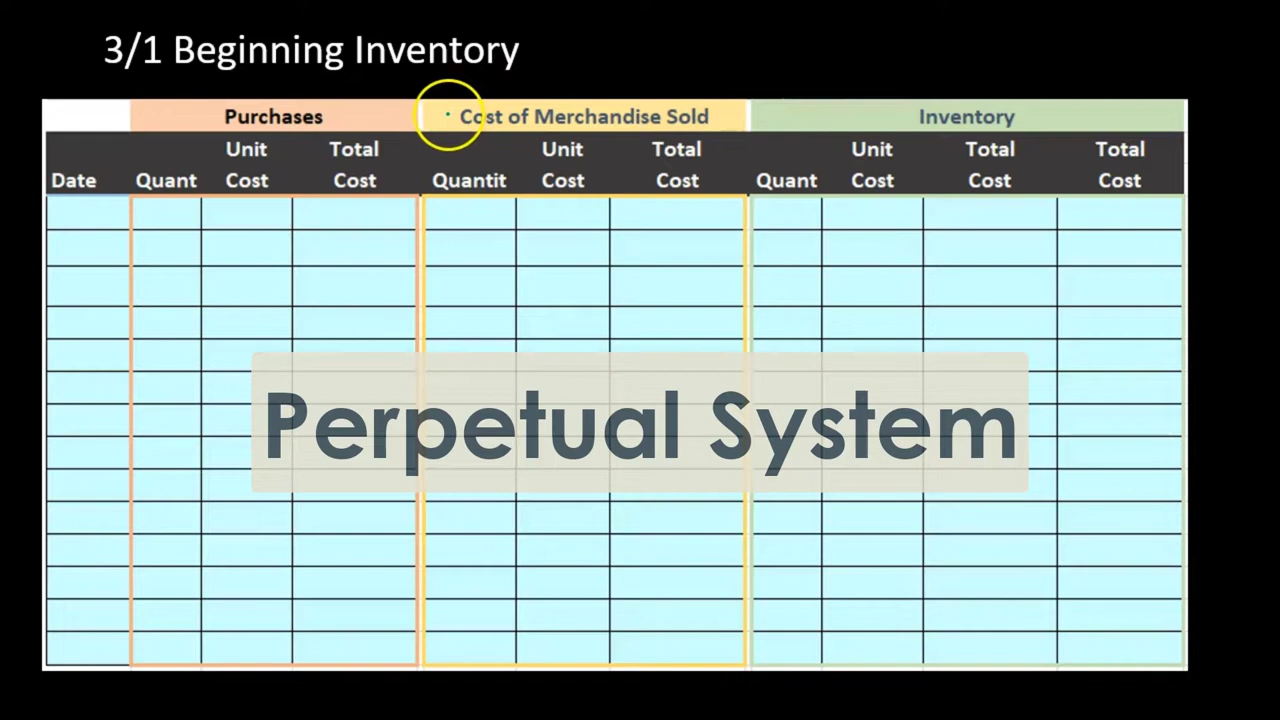 3/1 Beginning Inventory
Purchases Cost of Merchandise Sold Inventory
Unit Total Unit Total Unit Total Total
Date Quant Cost Cost Quantit Cost Cost Quant Cost Cost Cost
Perpetual System